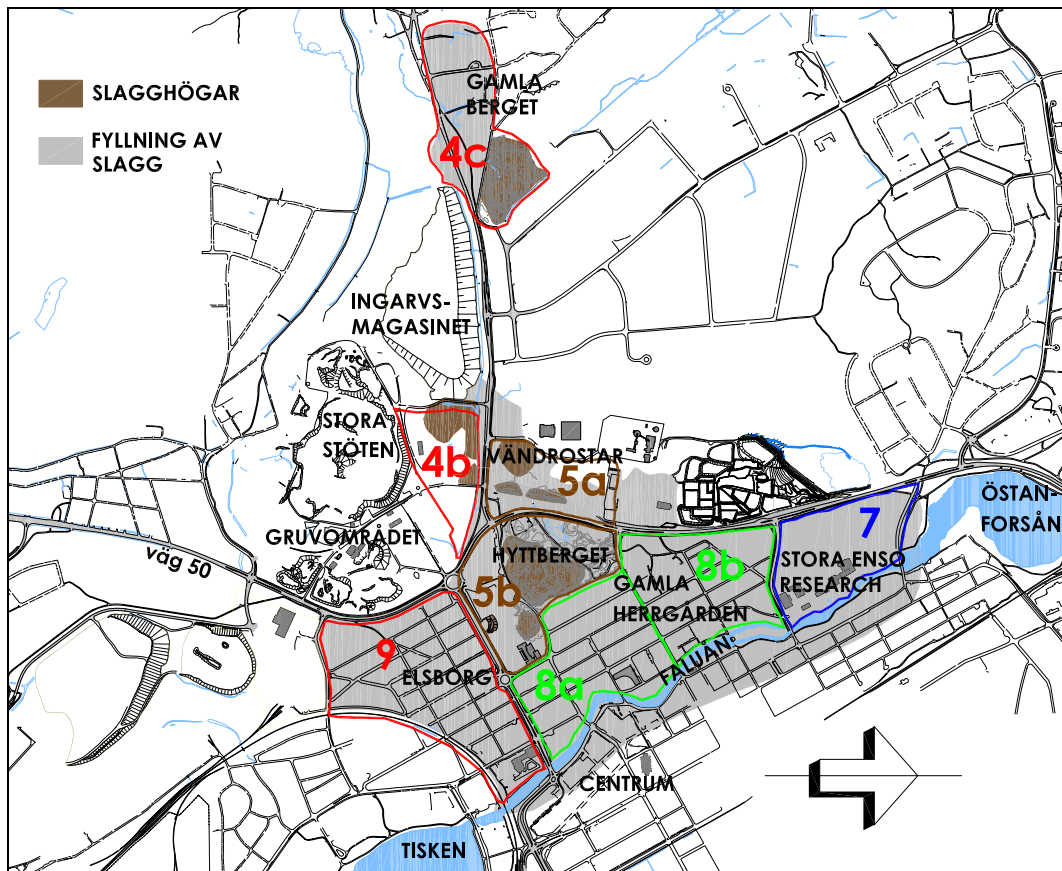 SLAGGHÖGAR
FYLLNING AV
SLAGG
GAMLA
BERGET
4c
INGARVS-
MAGASINET
STORA
STÖTEN
4b
VÄNDROSTAR
5a
GRUVOMRÅDET
väg 50
HYTTBERGET
5b
GAMLA
HERRGÅRDEN
8b
7
STORA ENSO
RESEARCH
ÖSTAN-
FORSÅN
9
ELSBORG
8a
FALUÅN
CENTRUM
TISKEN